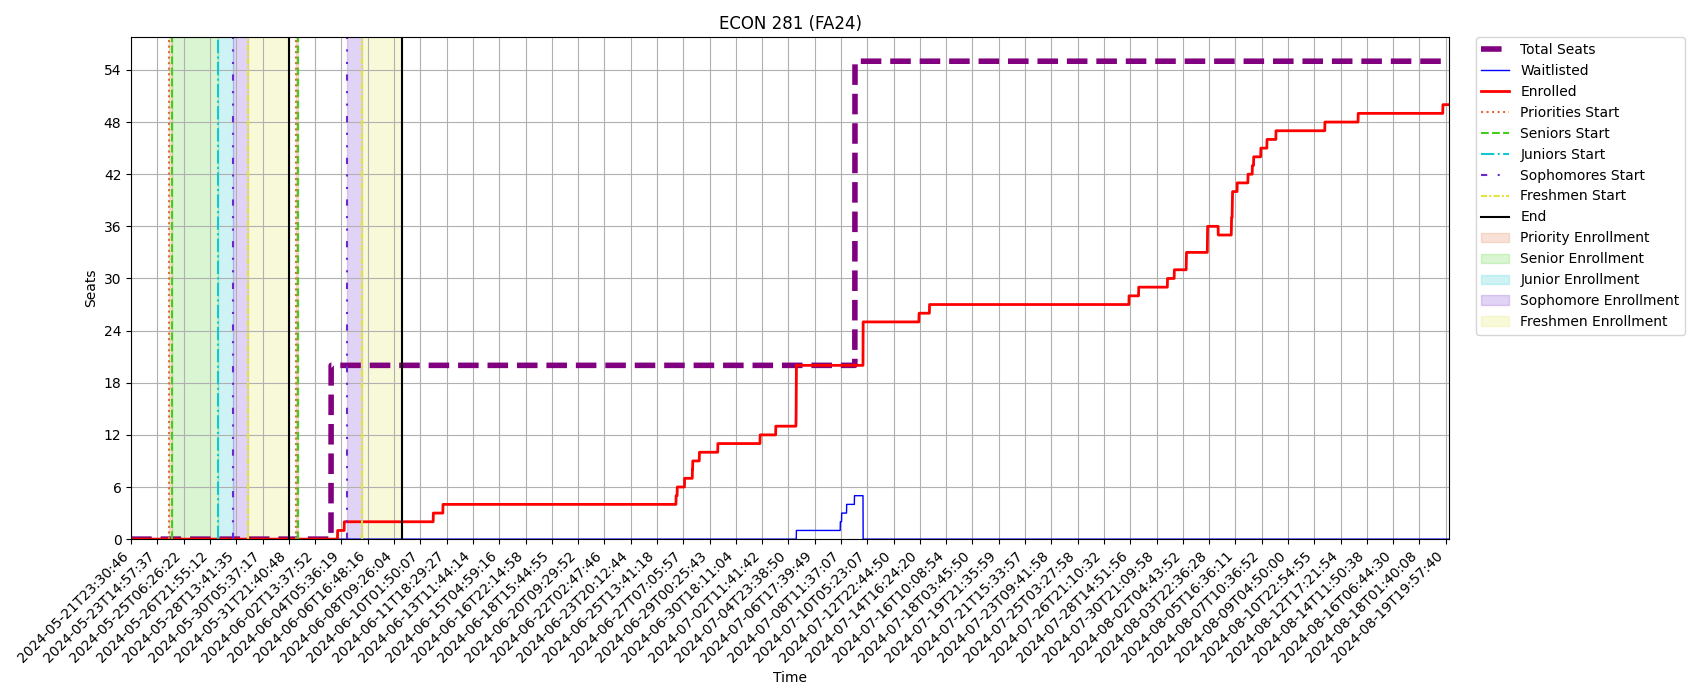 ECON 281 (FA24)
Total Seats
Waitlisted
Enrolled
Priorities Start
Seniors Start
Juniors Start
Sophomores Start
Freshmen Start
End
Priority Enrollment
Senior Enrollment
Junior Enrollment
Sophomore Enrollment
Freshmen Enrollment
Seats
54
48
42
36
30
24
18
12
6
0
2024-05-21T23:30:46
2024-05-23T14:57:37
2024-05-25T06:26:22
2024-05-26T21:55:12
2024-05-28T13:41:35
2024-05-30T05:37:17
2024-05-31T21:40:48
2024-06-02T13:37:52
2024-06-04T05:36:19
2024-06-06T16:48:16
2024-06-08T09:26:04
2024-06-10T01:50:07
2024-06-11T18:29:27
2024-06-13T11:44:14
2024-06-15T04:59:16
2024-06-16T22:14:58
2024-06-18T15:44:55
2024-06-20T09:29:52
2024-06-22T02:47:46
2024-06-23T20:12:44
2024-06-25T13:41:18
2024-06-27T07:05:57
2024-06-29T00:25:43
2024-06-30T18:11:04
2024-07-02T11:41:42
2024-07-04T23:38:50
2024-07-06T17:39:49
2024-07-08T11:37:07
2024-07-10T05:23:07
2024-07-12T22:44:50
2024-07-14T16:24:20
2024-07-16T10:08:54
2024-07-18T03:45:50
2024-07-19T21:35:59
2024-07-21T15:33:57
2024-07-23T09:41:58
2024-07-25T03:27:58
2024-07-26T21:10:32
2024-07-28T14:51:56
2024-07-30T21:09:58
2024-08-02T04:43:52
2024-08-03T22:36:28
2024-08-05T16:36:11
2024-08-07T10:36:52
2024-08-09T04:50:00
2024-08-10T22:54:55
2024-08-12T17:21:54
2024-08-14T11:50:38
2024-08-16T06:44:30
2024-08-18T01:40:08
2024-08-19T19:57:40
Time